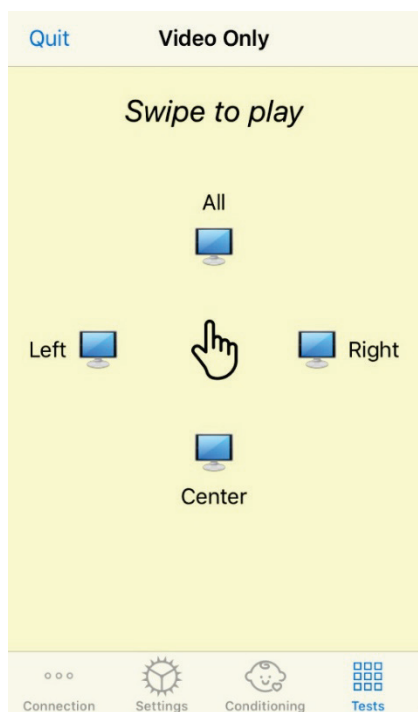 Quit Video Only
Swipe to play
All
Left Right
Center
Connection Settings Conditioning Tests